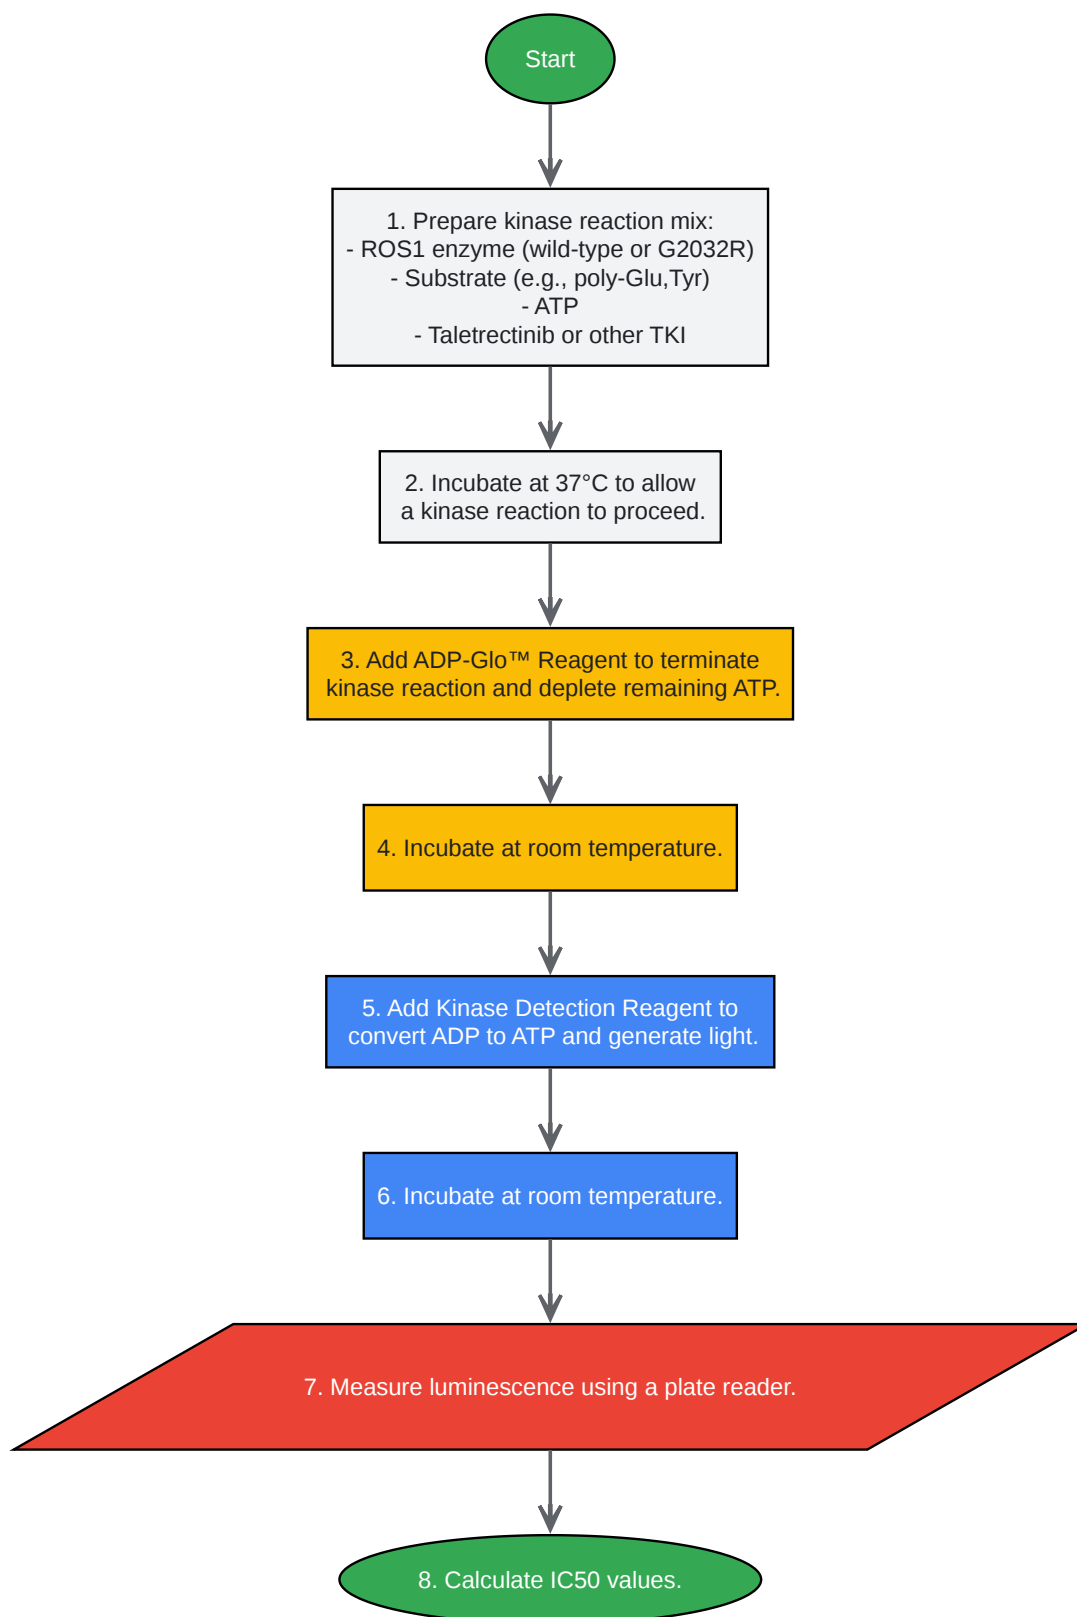 Start
1. Prepare kinase reaction mix:
- ROS1 enzyme (wild-type or G2032R)
- Substrate (e.g., poly-Glu,Tyr)
- ATP
- Taletrectinib or other TKI
2. Incubate at 37°C to allow
a kinase reaction to proceed.
3. Add ADP-Glo™ Reagent to terminate
kinase reaction and deplete remaining ATP.
4. Incubate at room temperature.
5. Add Kinase Detection Reagent to
convert ADP to ATP and generate light.
6. Incubate at room temperature.
7. Measure luminescence using a plate reader.
8. Calculate IC50 values.